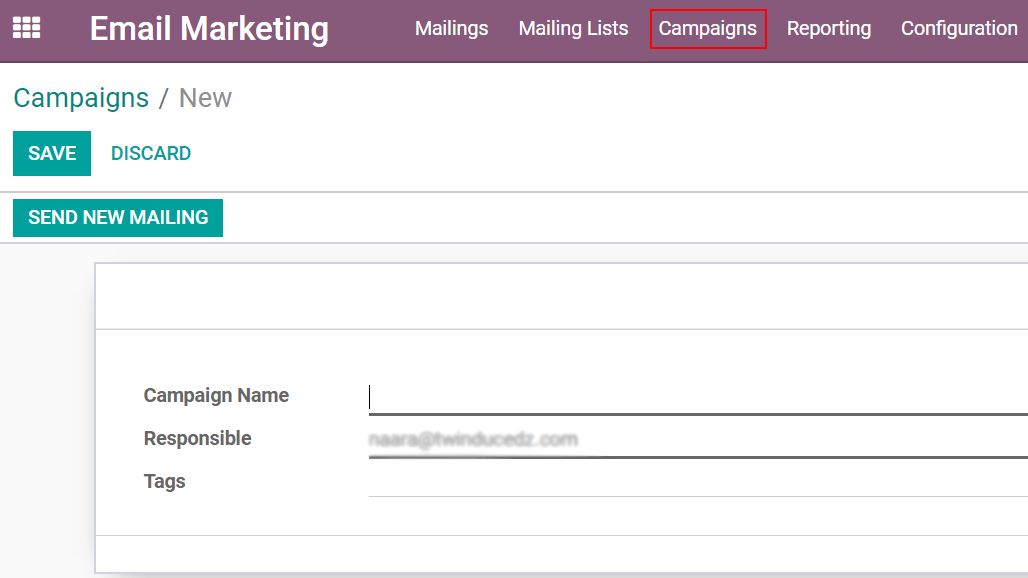 Email Marketing Mailings Mailing Lists Campaigns Reporting Configuration
Campaigns / New
SAVE DISCARD
SEND NEW MAILING
Campaign Name
Responsible
Tags